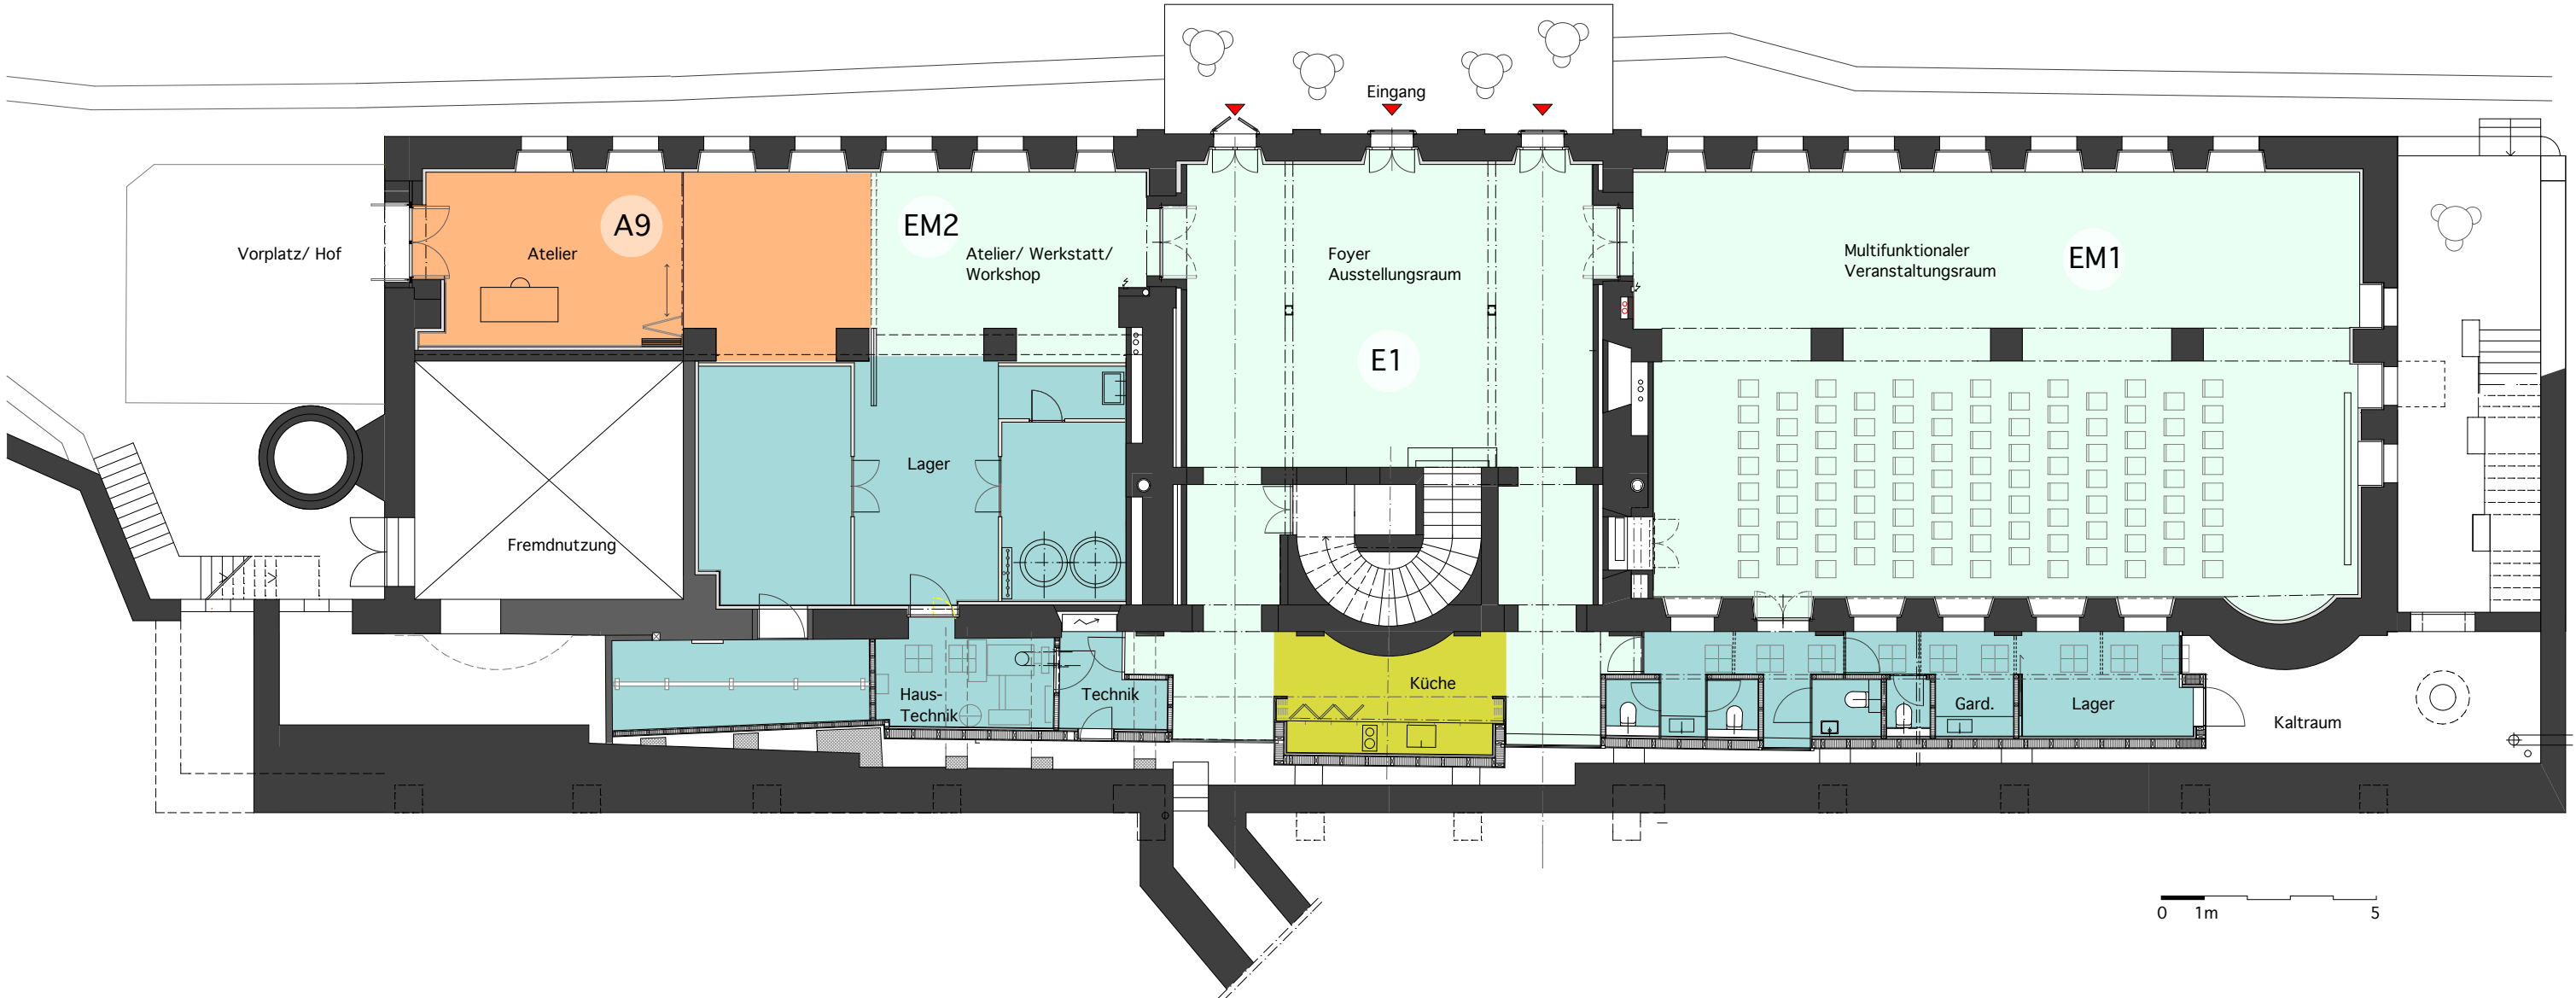 Eingang
A9
EM2
Vorplatz/ Hof
Atelier
Atelier/ Werkstatt/
Workshop
Foyer
Ausstellungsraum
Multifunktionaler
Veranstaltungsraum
EM1
E1
Lager
Fremdnutzung
Haus-
Technik
Technik
Küche
Gard.
Lager
Kaltraum
0 1m 5